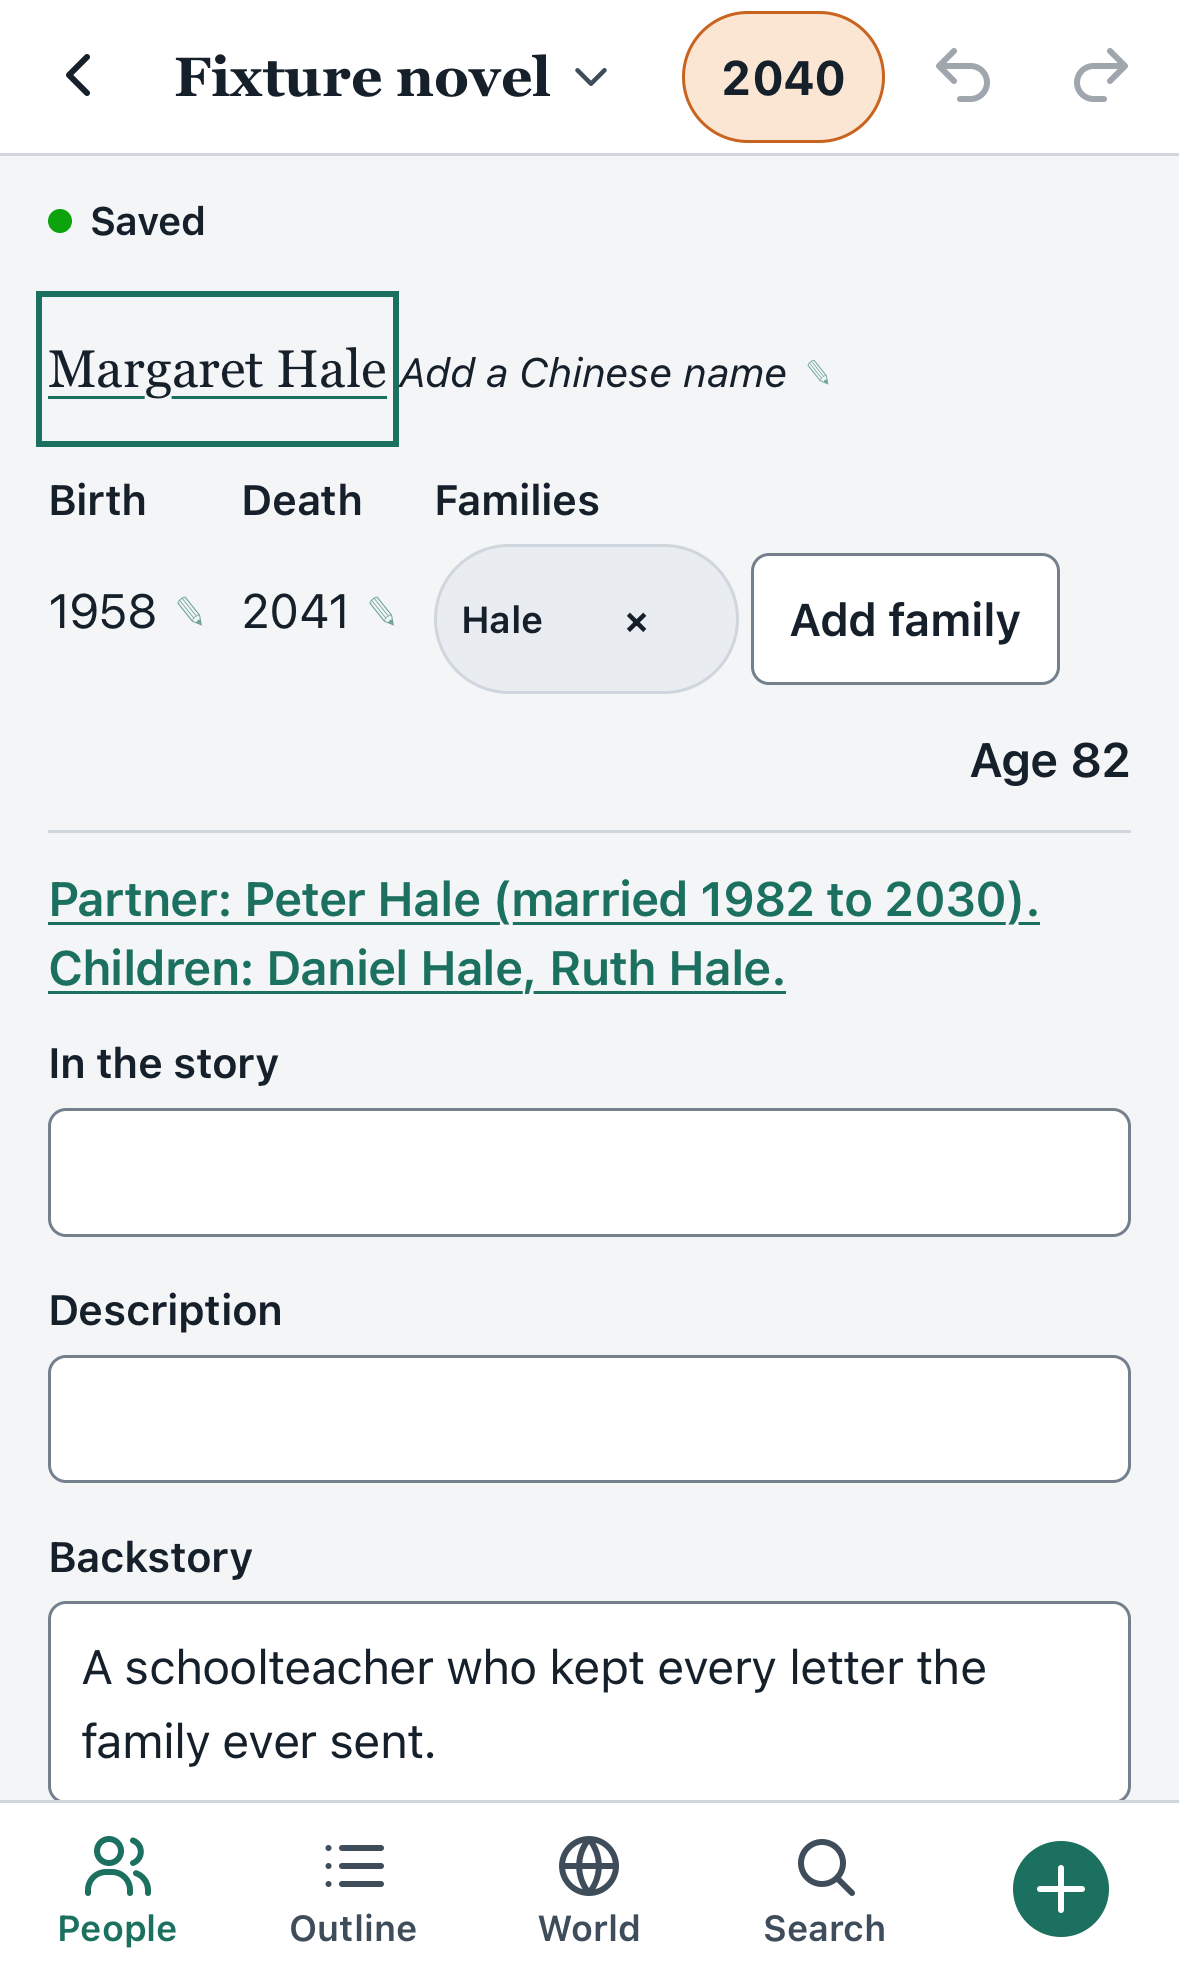 Fixture novel
2040
Saved
Margaret Hale Add a Chinese name
Birth Death Families
1958 2041 Hale × Add family
Age 82
Partner: Peter Hale (married 1982 to 2030).
Children: Daniel Hale, Ruth Hale.
In the story
Description
Backstory
A schoolteacher who kept every letter the
family ever sent.
People Outline World Search